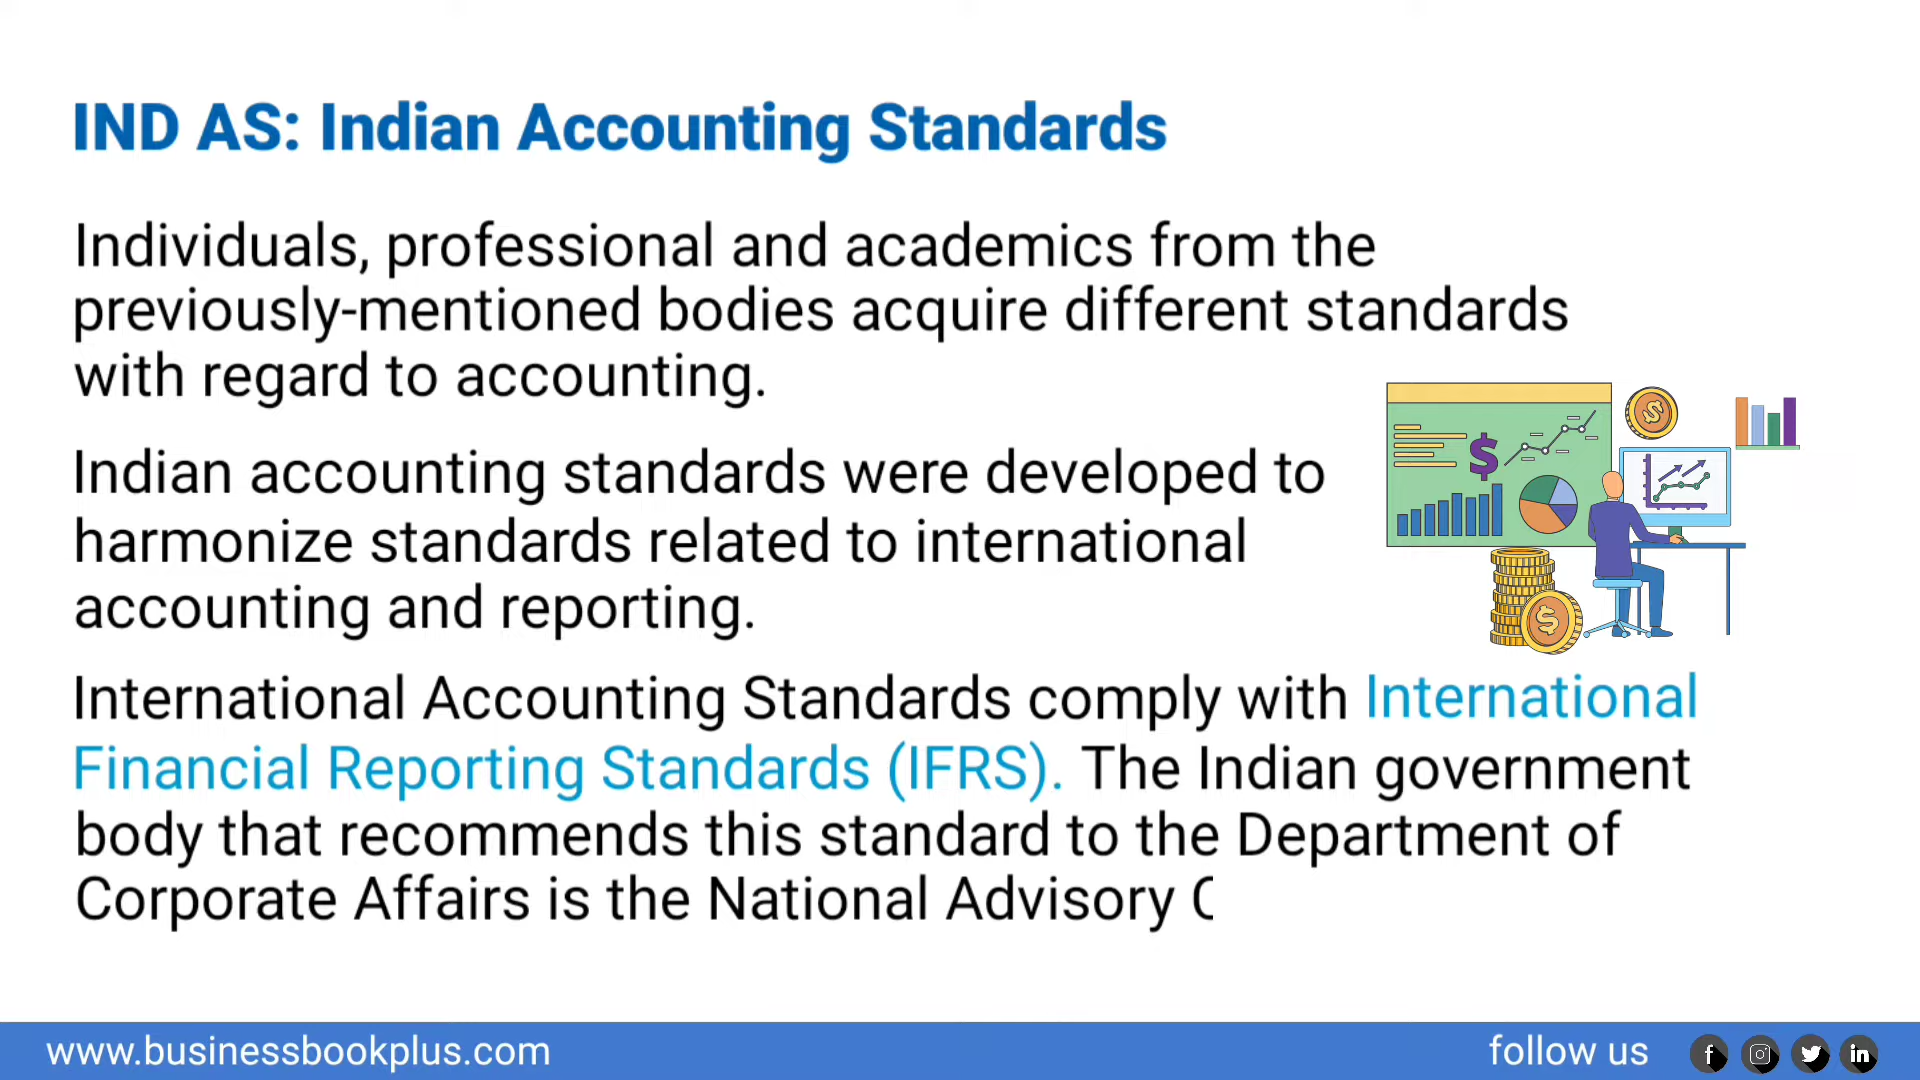 IND AS: Indian Accounting Standards
Individuals, professional and academics from the
previously-mentioned bodies acquire different standards
with regard to accounting.
Indian accounting standards were developed to
harmonize standards related to international
accounting and reporting.
International Accounting Standards comply with International
Financial Reporting Standards (IFRS). The Indian government
body that recommends this standard to the Department of
Corporate Affairs is the National Advisory
www.businessbookplus.com
follow us